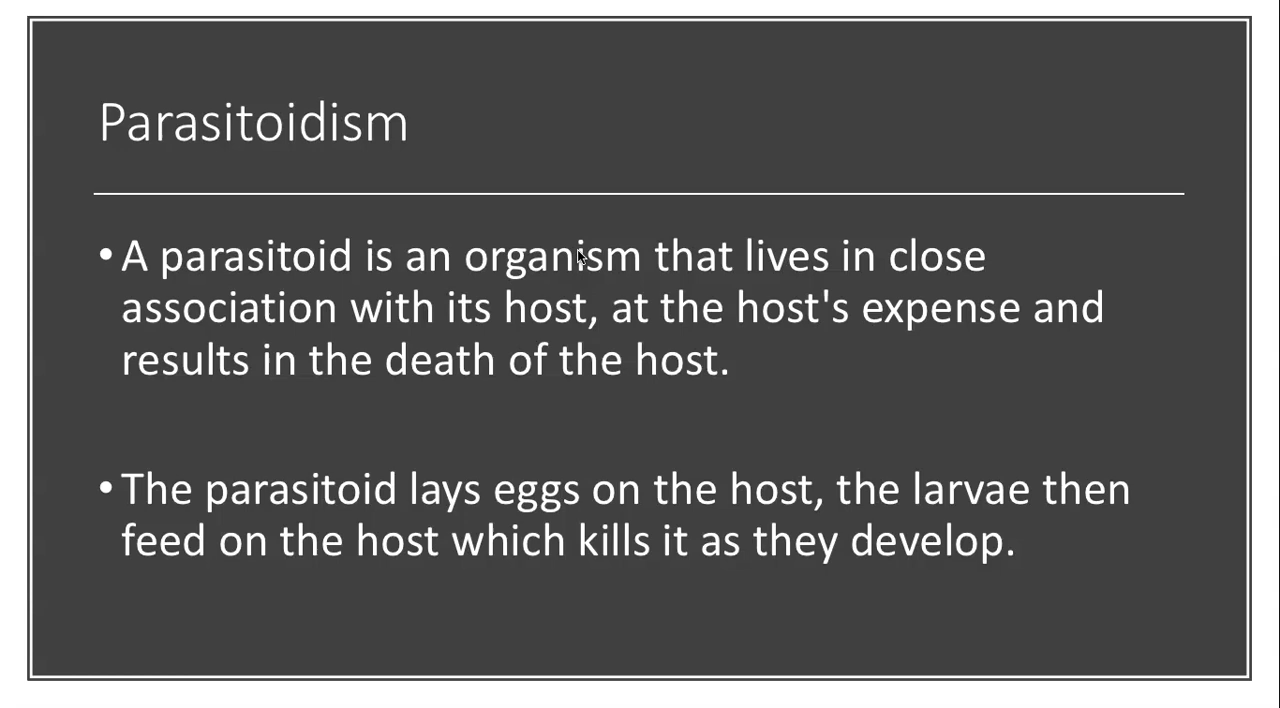 Parasitoidism
• A parasitoid is an organism that lives in close
association with its host, at the host's expense and
results in the death of the host.
• The parasitoid lays eggs on the host, the larvae then
feed on the host which kills it as they develop.